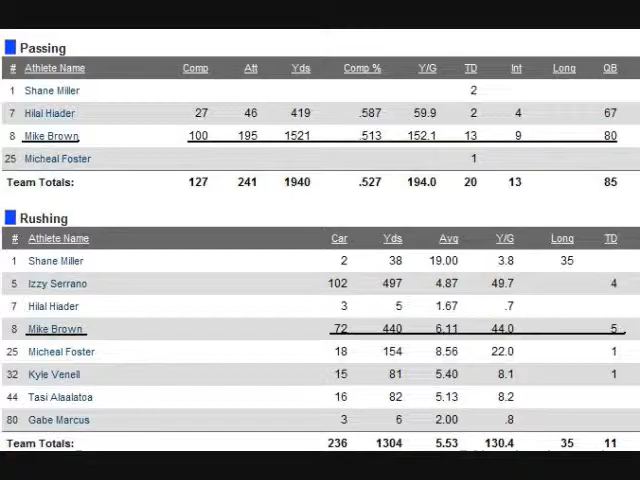 Passing
# Athlete Name Comp Att Yds Comp % Y/G TD Int Long QB
1 Shane Miller 2
7 Hilal Hiader 27 46 419 .587 59.9 2 4 67
8 Mike Brown 100 195 1521 .513 152.1 13 9 80
25 Micheal Foster 1
Team Totals: 127 241 1940 .527 194.0 20 13 85
Rushing
# Athlete Name Car Yds Avg Y/G Long TD
1 Shane Miller 2 38 19.00 3.8 35
5 Izzy Serrano 102 497 4.87 49.7 4
7 Hilal Hiader 3 5 1.67 .7
8 Mike Brown 72 440 6.11 44.0 5
25 Micheal Foster 18 154 8.56 22.0 1
32 Kyle Venell 15 81 5.40 8.1 1
44 Tasi Alaalatoa 16 82 5.13 8.2
80 Gabe Marcus 3 6 2.00 .8
Team Totals: 236 1304 5.53 130.4 35 11